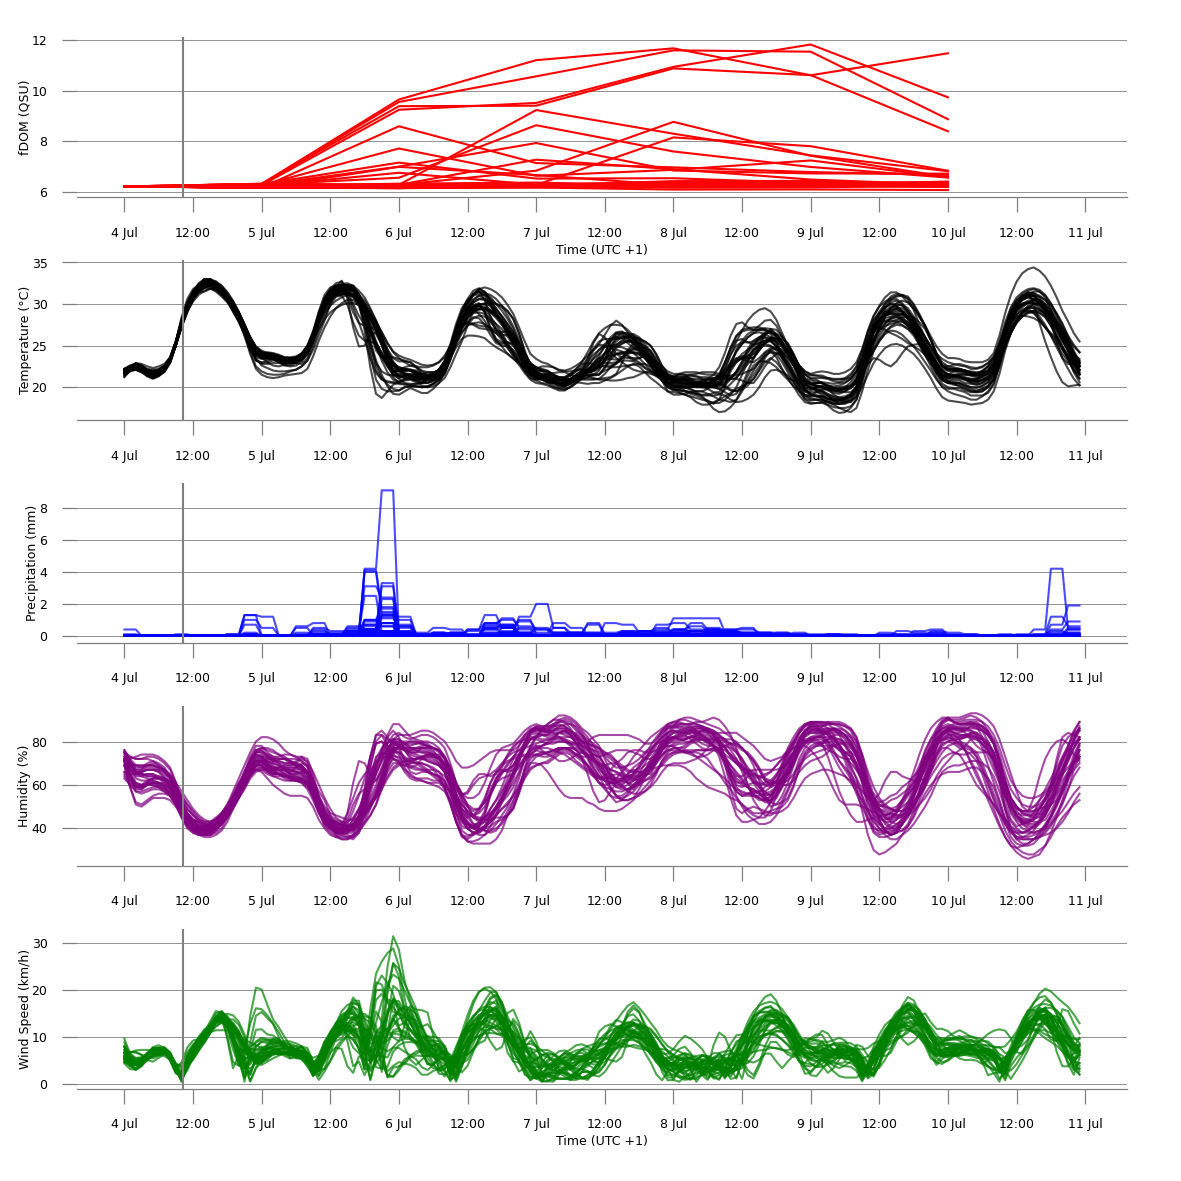 12
10
8
6
fDOM (QSU)
4 Jul 12:00 5 Jul 12:00 6 Jul 12:00 7 Jul 12:00 8 Jul 12:00 9 Jul 12:00 10 Jul 12:00 11 Jul
Time (UTC +1)
35
30
25
20
Temperature (°C)
4 Jul 12:00 5 Jul 12:00 6 Jul 12:00 7 Jul 12:00 8 Jul 12:00 9 Jul 12:00 10 Jul 12:00 11 Jul
8
6
4
2
0
Precipitation (mm)
4 Jul 12:00 5 Jul 12:00 6 Jul 12:00 7 Jul 12:00 8 Jul 12:00 9 Jul 12:00 10 Jul 12:00 11 Jul
80
60
40
Humidity (%)
4 Jul 12:00 5 Jul 12:00 6 Jul 12:00 7 Jul 12:00 8 Jul 12:00 9 Jul 12:00 10 Jul 12:00 11 Jul
30
20
10
0
Wind Speed (km/h)
4 Jul 12:00 5 Jul 12:00 6 Jul 12:00 7 Jul 12:00 8 Jul 12:00 9 Jul 12:00 10 Jul 12:00 11 Jul
Time (UTC +1)